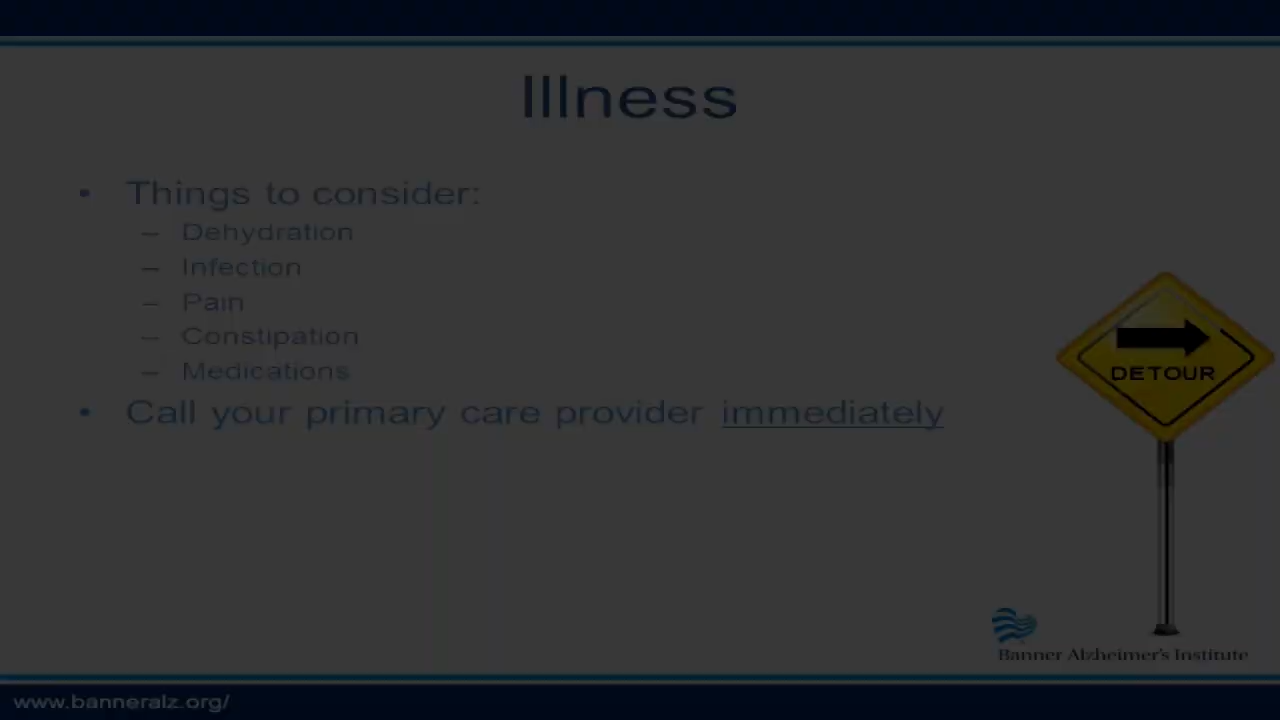 Illness
• Things to consider:
– Dehydration
– Infection
– Pain
– Constipation
– Medications
• Call your primary care provider immediately
DETOUR
Banner Alzheimer's Institute
www.banneralz.org/